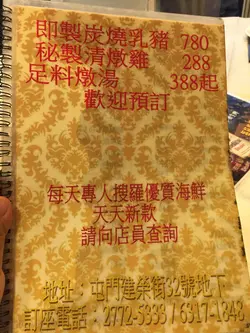 即製炭燒乳豬 780
秘製清燉雞 288
足料燉湯 388起
歡迎預訂
每天專人搜羅優質海鮮
天天新款
請向店員查詢
地址：屯門建榮街32號地下
訂座電話：2772-5333 / 6317-1848